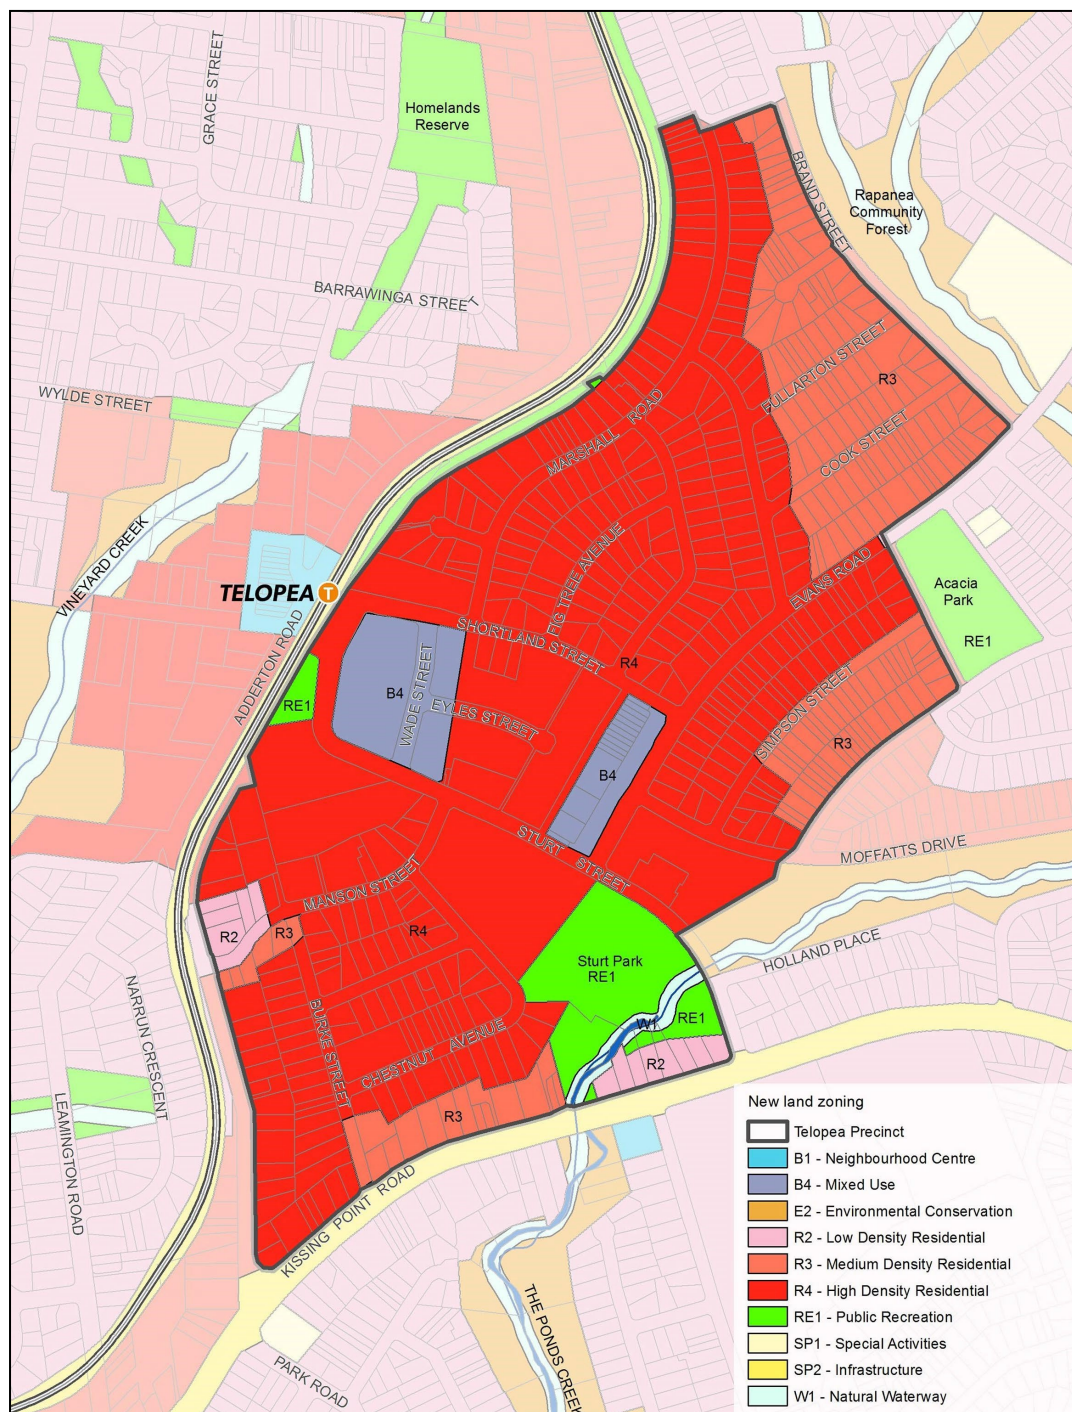 GRACE STREET
Homelands
Reserve
BRAND STREET
Rapanea
Community
Forest
BARRAWINGA STREET
WYLDE STREET
FULLARTON STREET
R3
MARSHALL ROAD
COOK STREET
VINEYARD CREEK
FIG TREE AVENUE
EVANS ROAD
Acacia
Park
RE1
TELOPEA T
ADDERTON ROAD
SHORTLAND STREET
R4
WADE STREET
B4
RE1
EYLES STREET
SIMPSON STREET
R3
B4
STURT STREET
MOFFATTS DRIVE
MANSON STREET
R2
R3
R4
Sturt Park
RE1
HOLLAND PLACE
NARRUN CRESCENT
BURKE STREET
CHESTNUT AVENUE
W1
RE1
R2
LEAMINGTON ROAD
R3
KISSING POINT ROAD
PARK ROAD
THE PONDS CREEK
New land zoning
Telopea Precinct
B1 - Neighbourhood Centre
B4 - Mixed Use
E2 - Environmental Conservation
R2 - Low Density Residential
R3 - Medium Density Residential
R4 - High Density Residential
RE1 - Public Recreation
SP1 - Special Activities
SP2 - Infrastructure
W1 - Natural Waterway